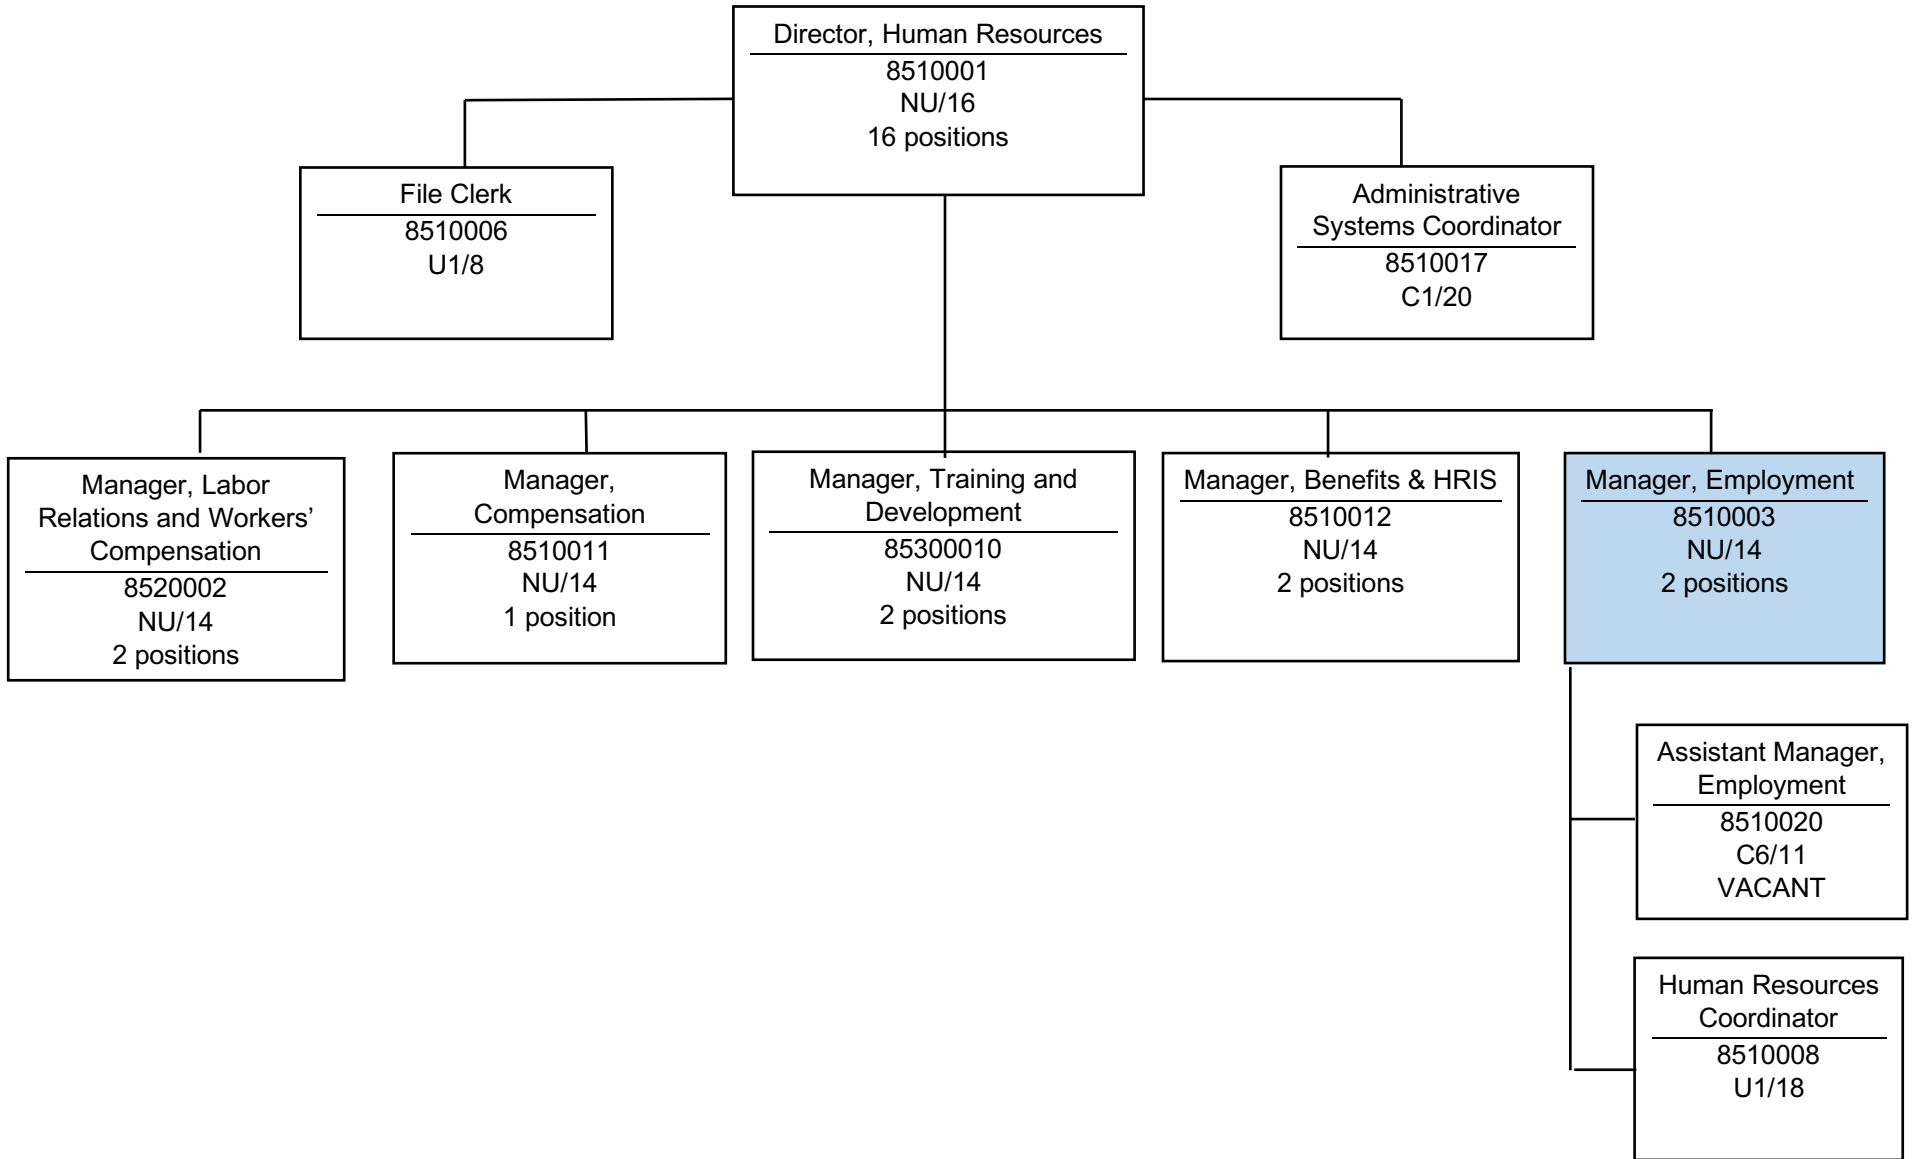 Director, Human Resources
8510001
NU/16
16 positions
File Clerk
8510006
U1/8
Administrative
Systems Coordinator
8510017
C1/20
Manager, Labor
Relations and Workers’
Compensation
8520002
NU/14
2 positions
Manager,
Compensation
8510011
NU/14
1 position
Manager, Training and
Development
85300010
NU/14
2 positions
Manager, Benefits & HRIS
8510012
NU/14
2 positions
Manager, Employment
8510003
NU/14
2 positions
Assistant Manager,
Employment
8510020
C6/11
VACANT
Human Resources
Coordinator
8510008
U1/18